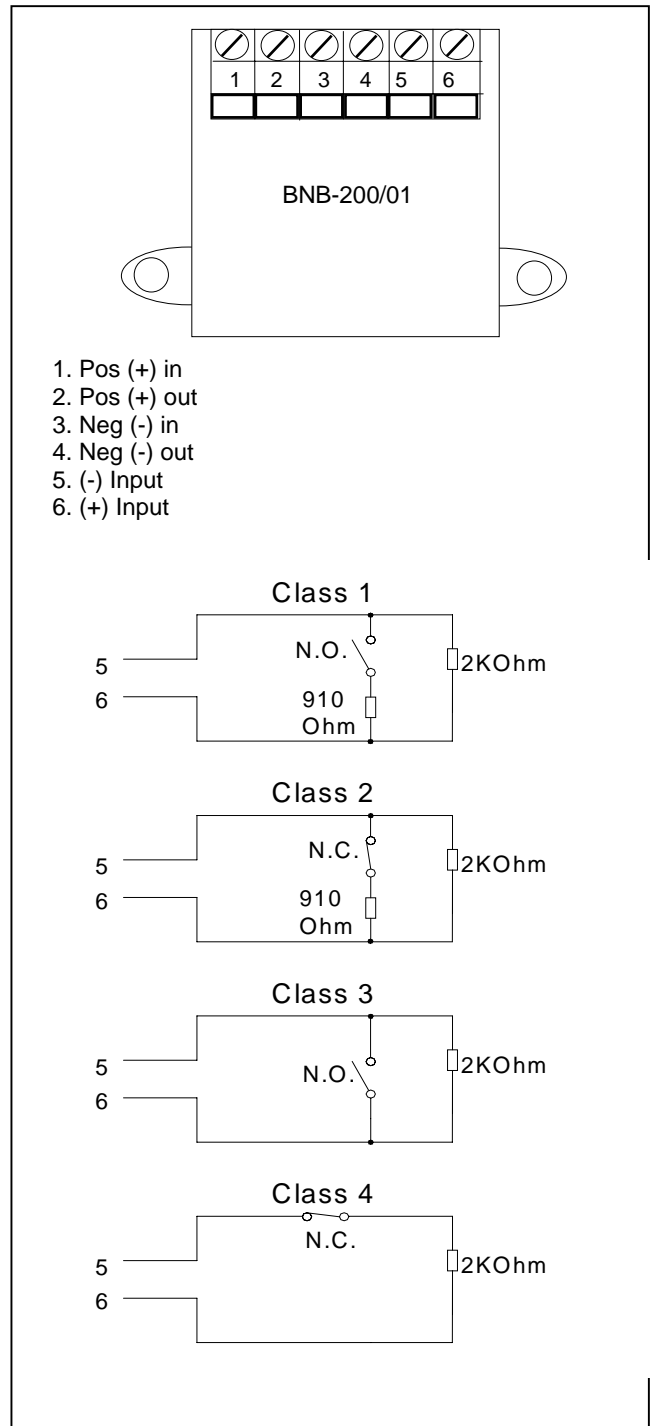 1 2 3 4 5 6
BNB-200/01
1. Pos (+) in
2. Pos (+) out
3. Neg (-) in
4. Neg (-) out
5. (-) Input
6. (+) Input
Class 1
N.O.
5
2KOhm
6
910
Ohm
Class 2
N.C.
5
2KOhm
6
910
Ohm
Class 3
5
2KOhm
N.O.
6
Class 4
N.C.
5
2KOhm
6